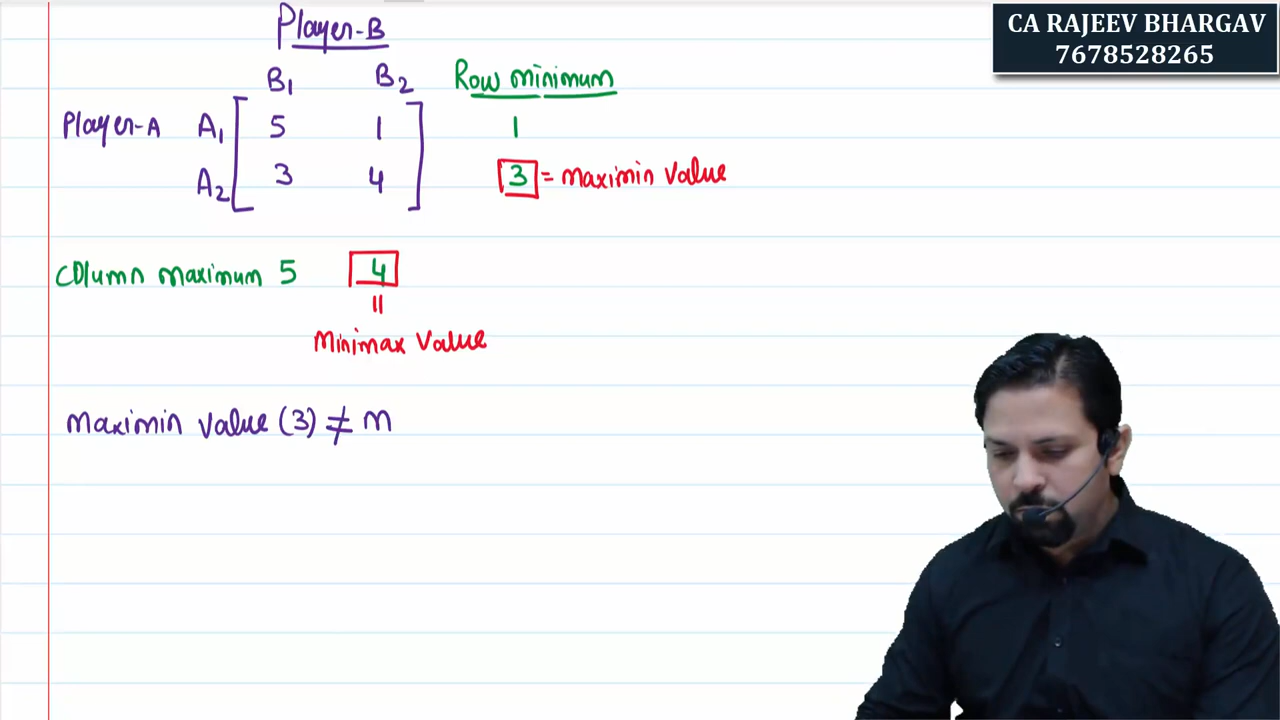 Player-B
CA RAJEEV BHARGAV
7678528265
B1 B2 Row minimum
Player-A A1 5 1 1
A2 3 4 3 = maximin value
Column maximum 5 4
=
Minimax Value
maximin value (3) ≠ m